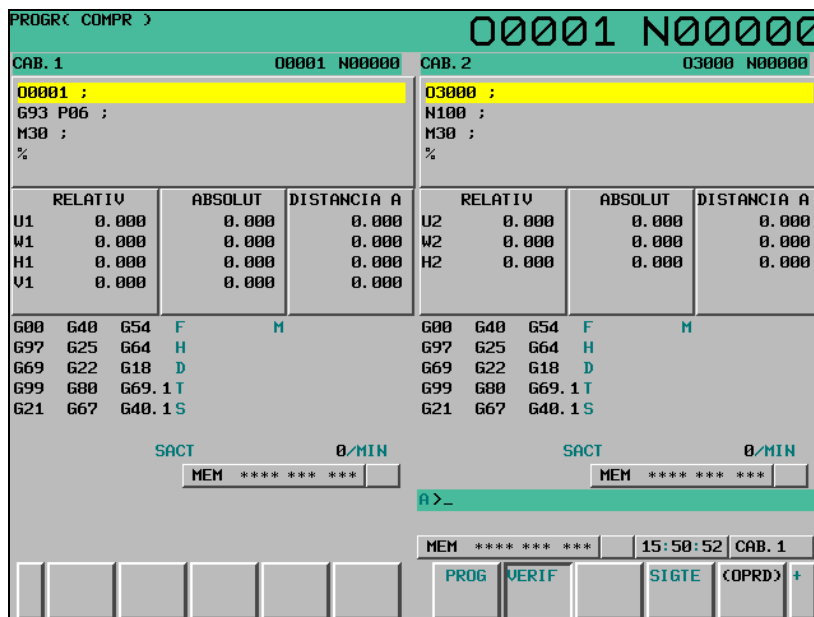 PROGR( COMPR )
O0001 N00000
CAB.1 O0001 N00000
O0001 ;
G93 P06 ;
M30 ;
%
RELATIV ABSOLUT DISTANCIA A
U1 0.000 0.000 0.000
W1 0.000 0.000 0.000
H1 0.000 0.000 0.000
V1 0.000 0.000 0.000
G00 G40 G54 F M
G97 G25 G64 H
G69 G22 G18 D
G99 G80 G69.1 T
G21 G67 G40.1 S
SACT 0/MIN
MEM **** *** ***
CAB.2 O3000 N00000
O3000 ;
N100 ;
M30 ;
%
RELATIV ABSOLUT DISTANCIA A
U2 0.000 0.000 0.000
W2 0.000 0.000 0.000
H2 0.000 0.000 0.000
G00 G40 G54 F M
G97 G25 G64 H
G69 G22 G18 D
G99 G80 G69.1 T
G21 G67 G40.1 S
SACT 0/MIN
MEM **** *** ***
A>_
MEM **** *** *** 15:50:52 CAB.1
PROG VERIF SIGTE (OPRD) +